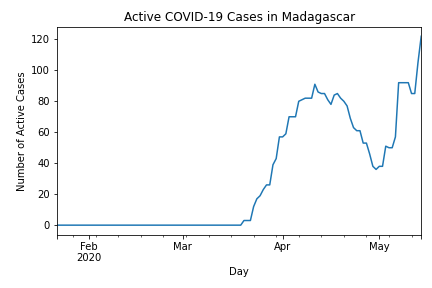 Active COVID-19 Cases in Madagascar
Number of Active Cases
120
100
80
60
40
20
0
Feb
2020
Mar
Apr
May
Day